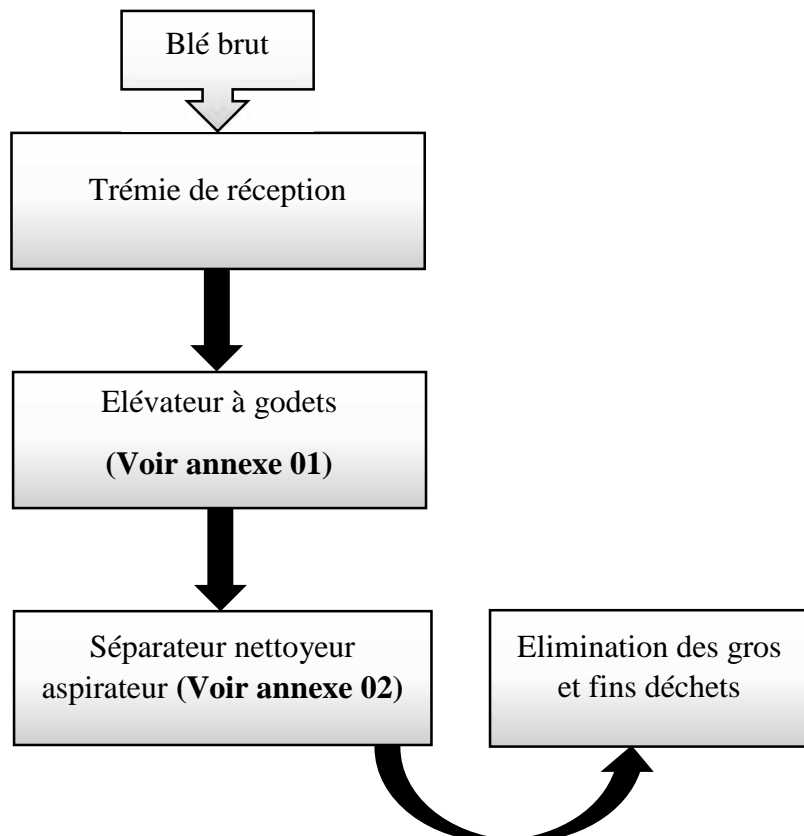 Blé brut
Trémie de réception
Elévateur à godets
(Voir annexe 01)
Séparateur nettoyeur
aspirateur (Voir annexe 02)
Elimination des gros
et fins déchets